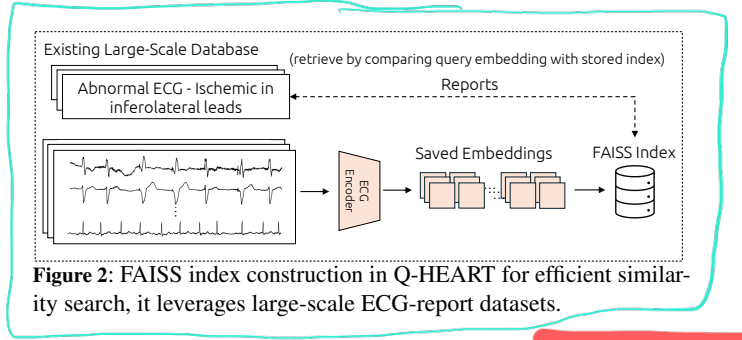 Existing Large-Scale Database
(retrieve by comparing query embedding with stored index)
Reports
Abnormal ECG - Ischemic in
inferolateral leads
ECG
Encoder
Saved Embeddings
FAISS Index
Figure 2: FAISS index construction in Q-HEART for efficient similar-
ity search, it leverages large-scale ECG-report datasets.